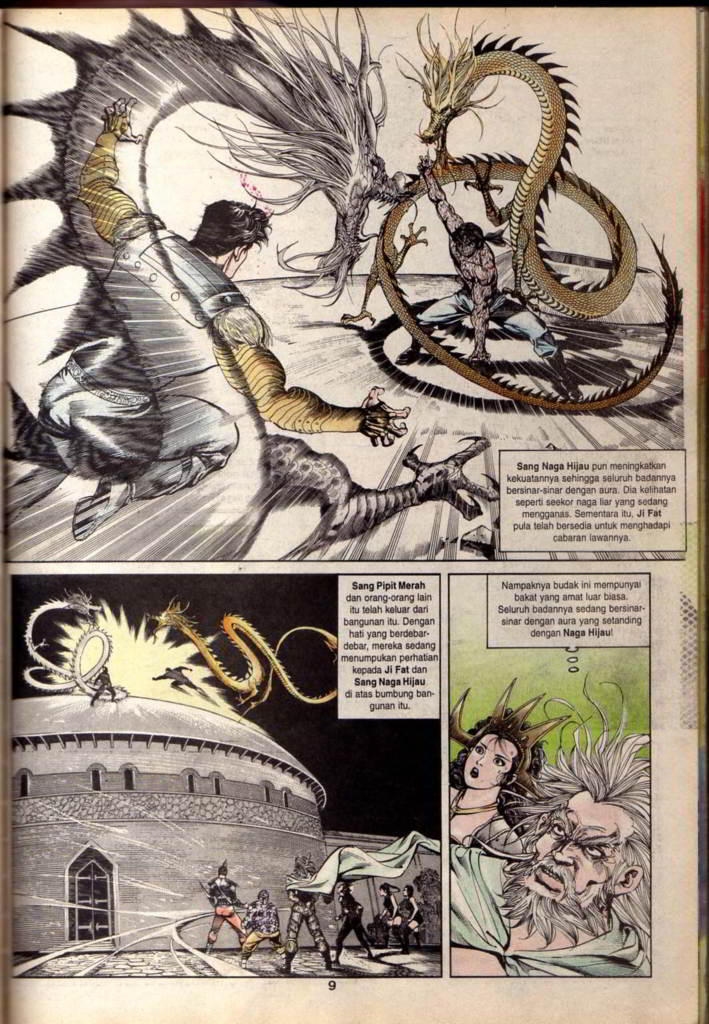 Sang Naga Hijau pun meningkatkan
kekuatannya sehingga seluruh badannya
bersinar-sinar dengan aura. Dia kelihatan
seperti seekor naga liar yang sedang
mengganas. Sementara itu, Ji Fat
pula telah bersedia untuk menghadapi
cabaran lawannya.
Sang Pipit Merah
dan orang-orang lain
itu telah keluar dari
bangunan itu. Dengan
hati yang berdebar-
debar, mereka sedang
menumpukan perhatian
kepada Ji Fat dan
Sang Naga Hijau
di atas bumbung ban-
gunan itu.
Nampaknya budak ini mempunyai
bakat yang amat luar biasa.
Seluruh badannya sedang bersinar-
sinar dengan aura yang setanding
dengan Naga Hijau!
9